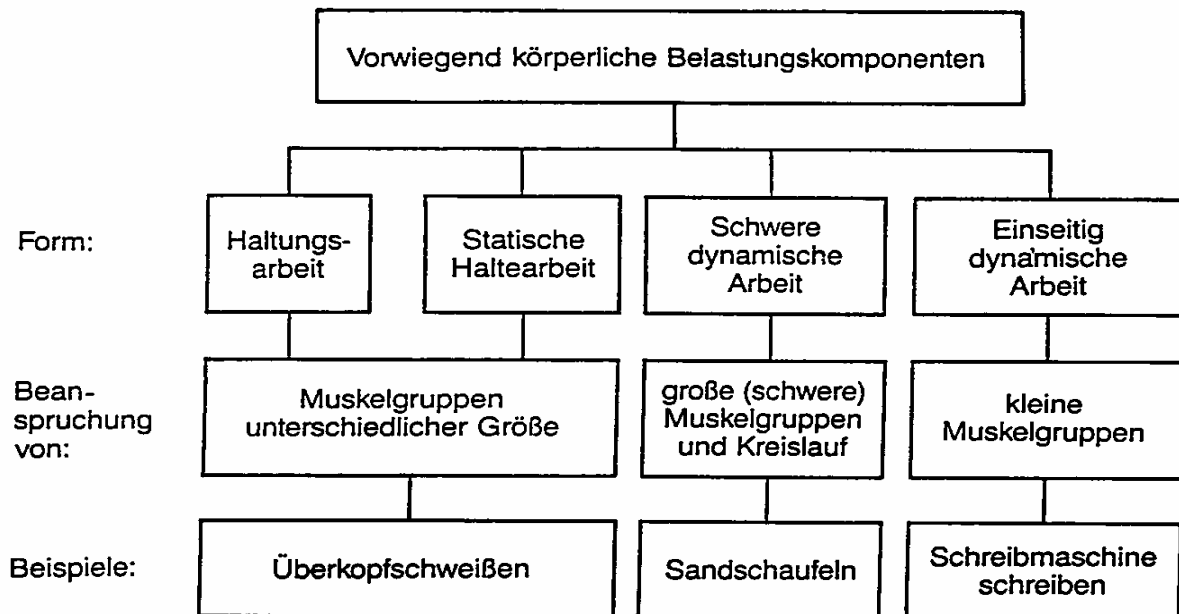 Vorwiegend körperliche Belastungskomponenten
Form:
Haltungs-
arbeit
Statische
Haltearbeit
Schwere
dynamische
Arbeit
Einseitig
dynamische
Arbeit
Bean-
spruchung
von:
Muskelgruppen
unterschiedlicher Größe
große (schwere)
Muskelgruppen
und Kreislauf
kleine
Muskelgruppen
Beispiele:
Überkopfschweißen
Sandschaufeln
Schreibmaschine
schreiben